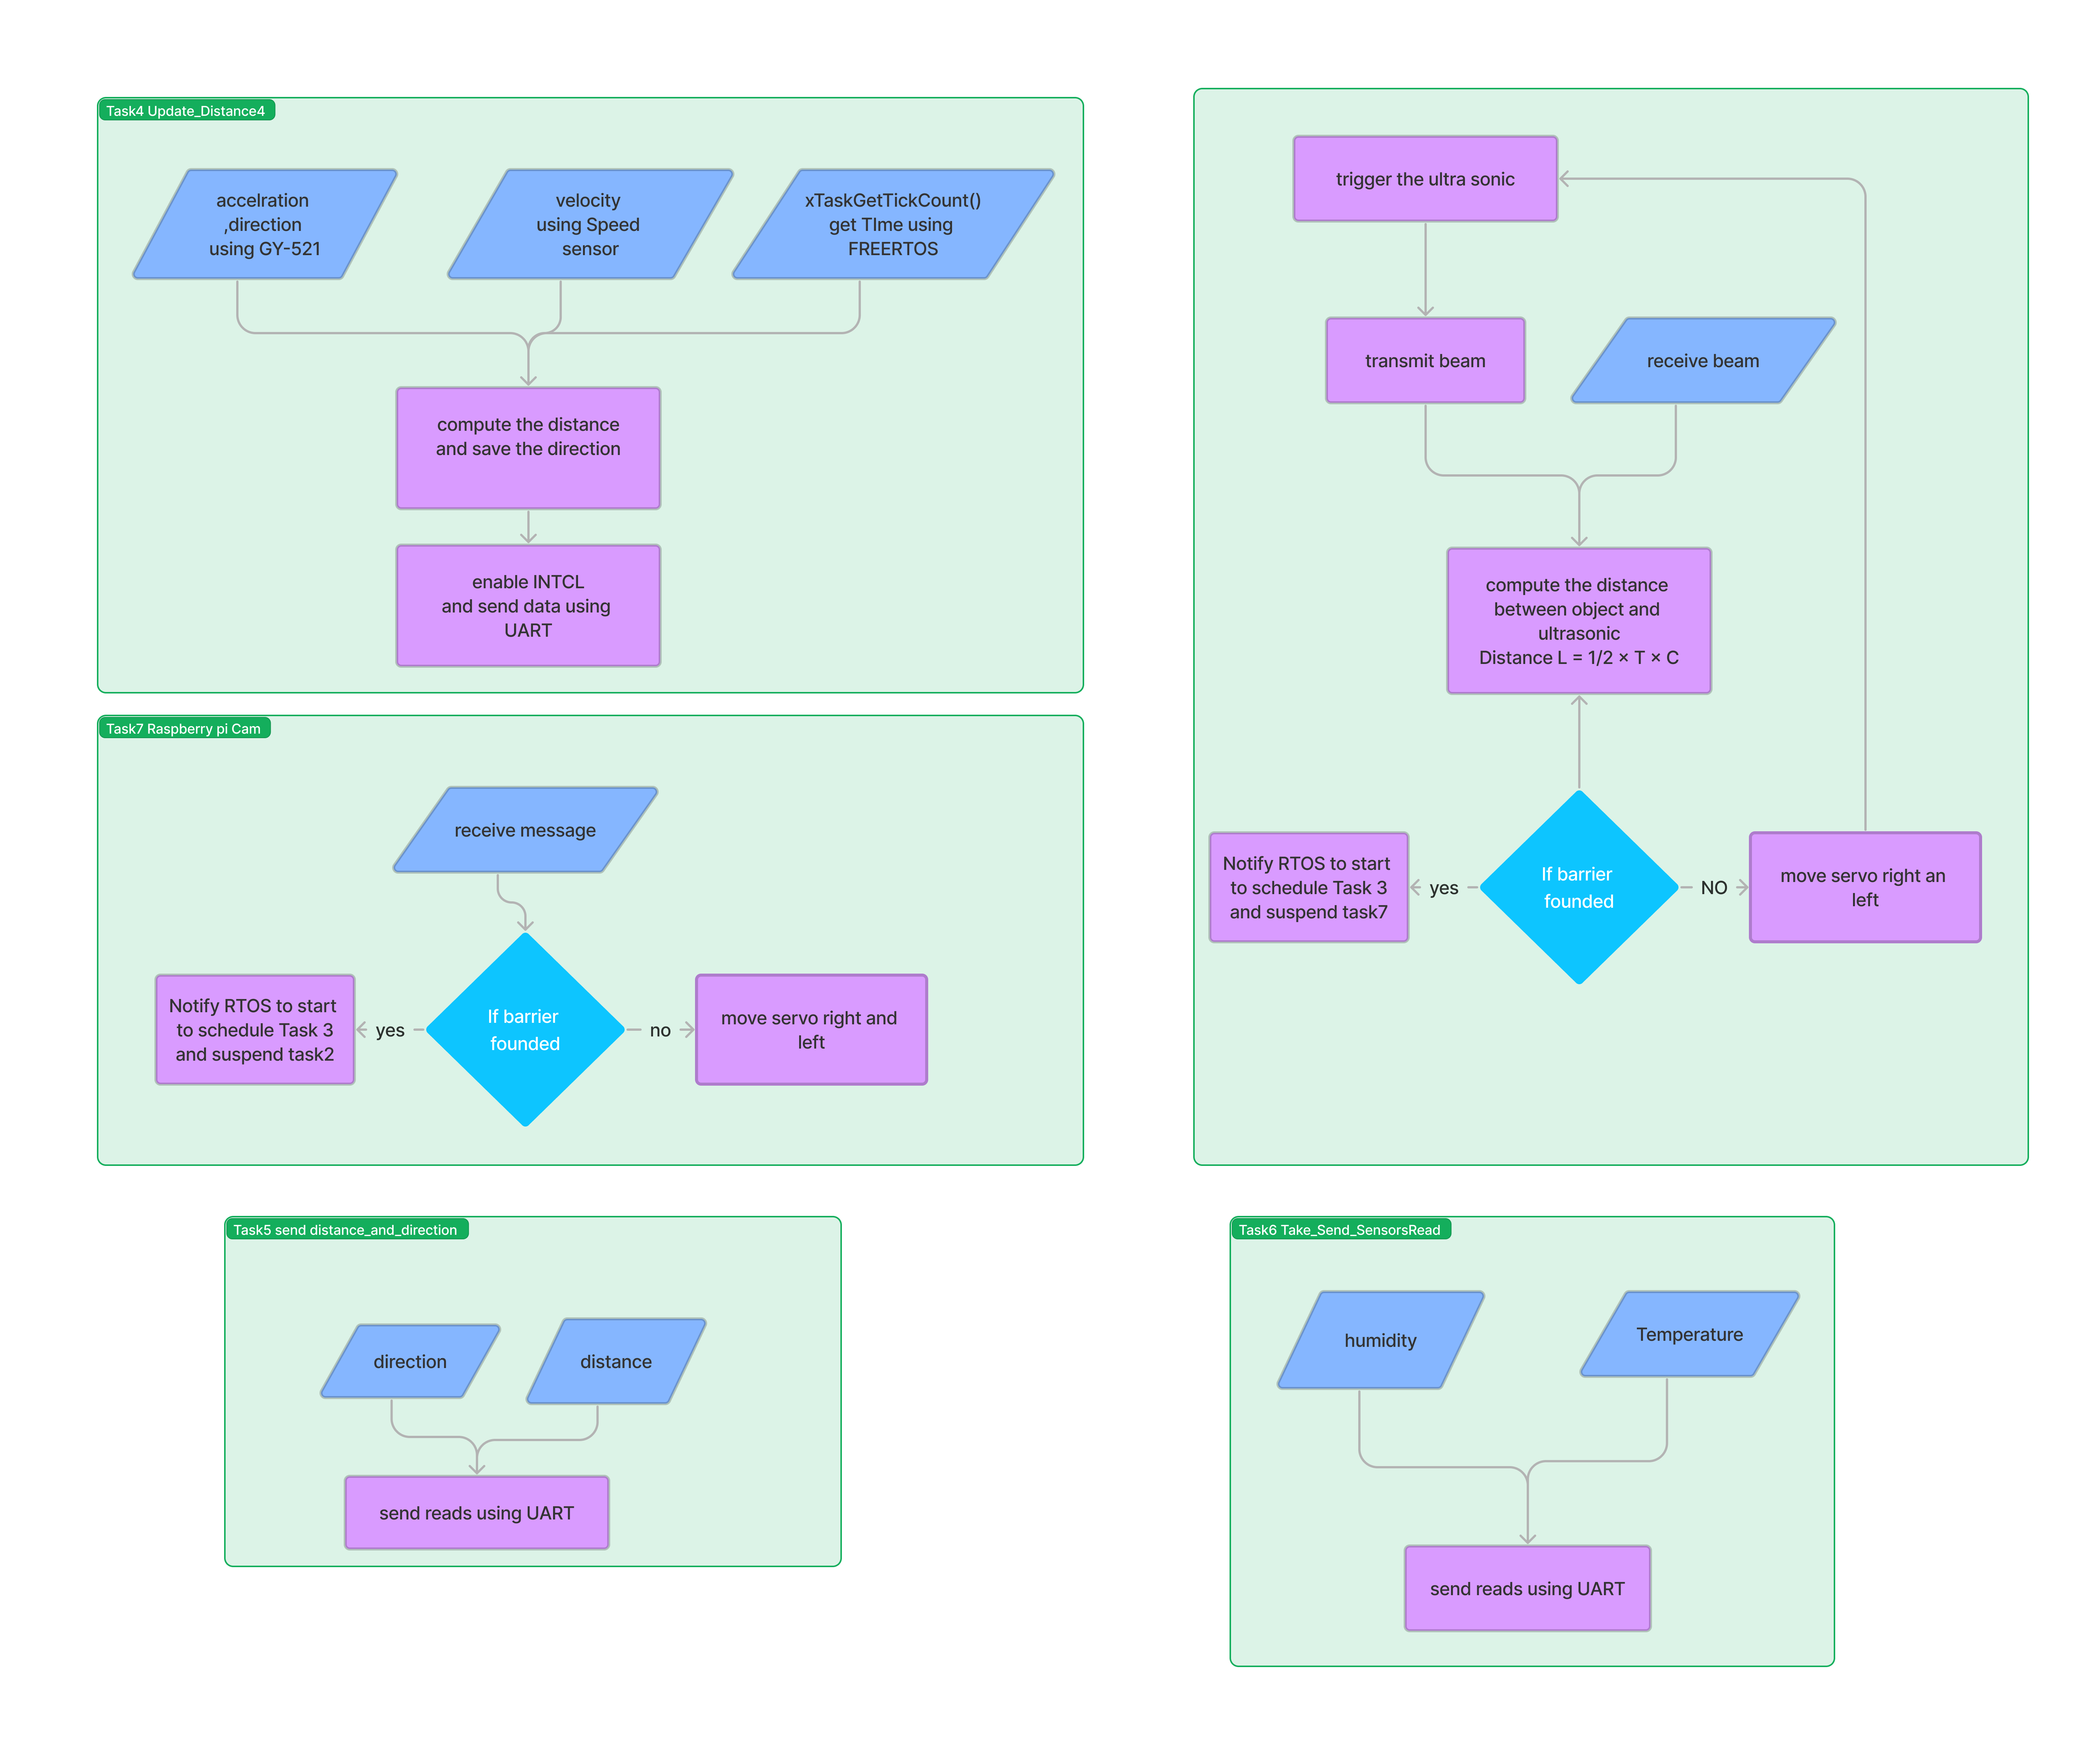 Task4 Update_Distance4
accelration
,direction
using GY-521
velocity
using Speed
sensor
xTaskGetTickCount()
get TIme using
FREERTOS
compute the distance
and save the direction
enable INTCL
and send data using
UART
trigger the ultra sonic
transmit beam
receive beam
compute the distance
between object and
ultrasonic
Distance L = 1/2 × T × C
If barrier
founded
yes
Notify RTOS to start
to schedule Task 3
and suspend task7
NO
move servo right an
left
Task7 Raspberry pi Cam
receive message
If barrier
founded
yes
Notify RTOS to start
to schedule Task 3
and suspend task2
no
move servo right and
left
Task5 send distance_and_direction
direction
distance
send reads using UART
Task6 Take_Send_SensorsRead
humidity
Temperature
send reads using UART